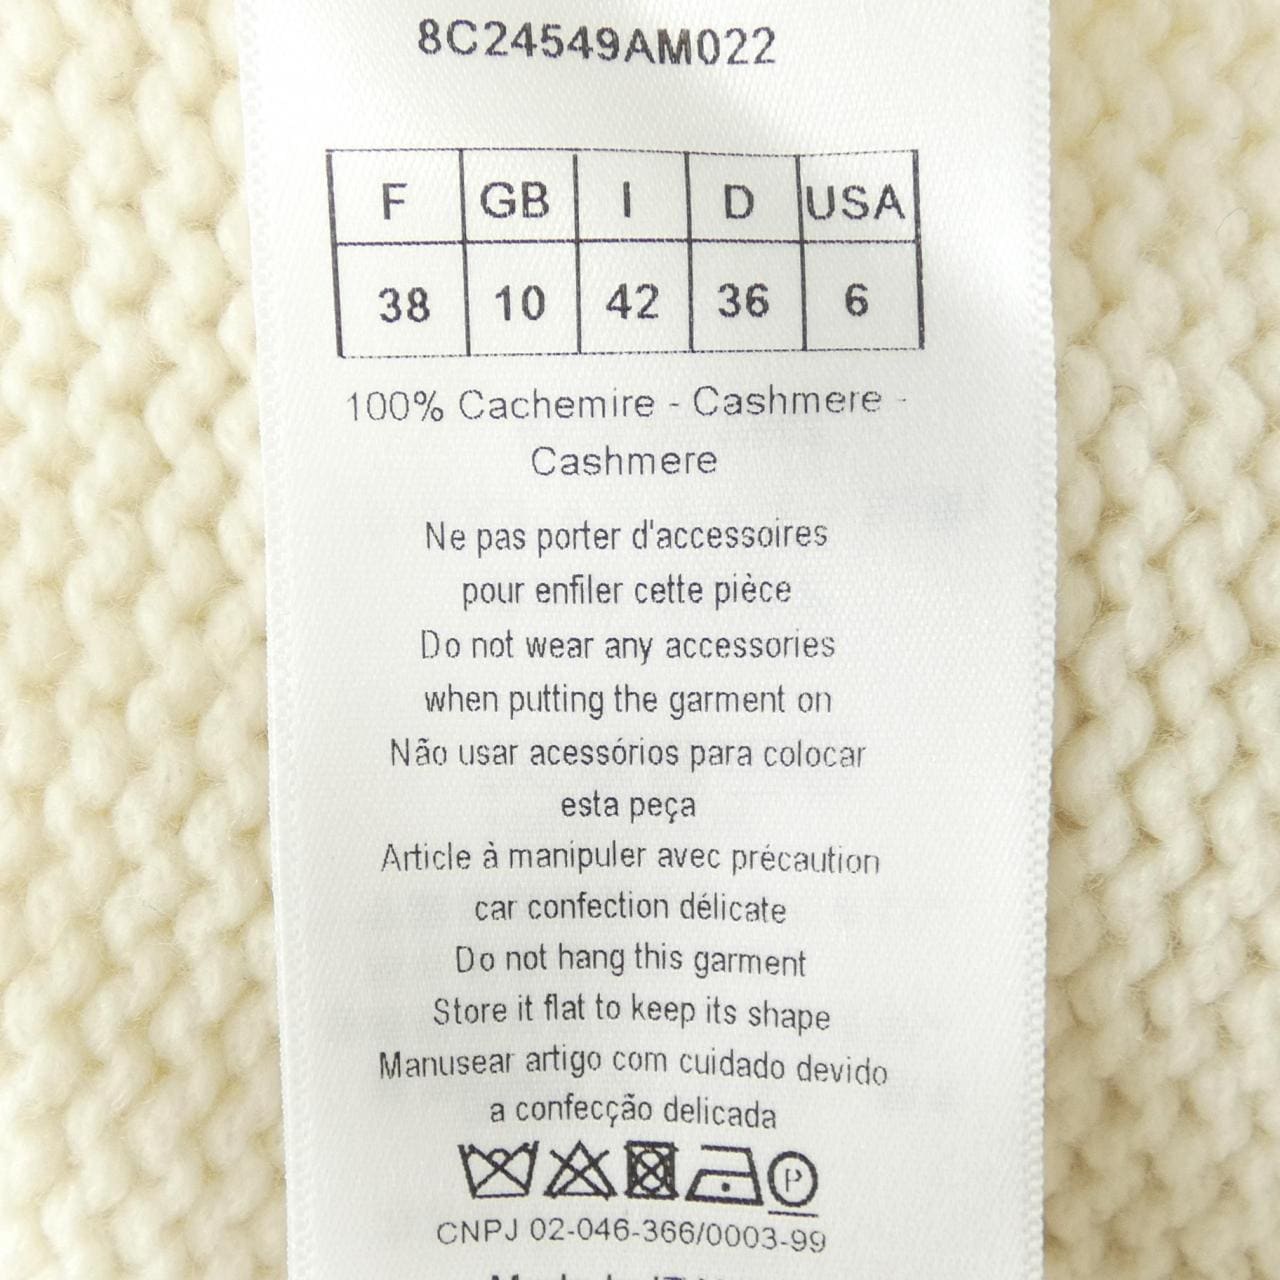 8C24549AM022
F GB I D USA
38 10 42 36 6
100% Cachemire - Cashmere -
Cashmere
Ne pas porter d'accessoires
pour enfiler cette pièce
Do not wear any accessories
when putting the garment on
Não usar acessórios para colocar
esta peça
Article à manipuler avec précaution
car confection délicate
Do not hang this garment
Store it flat to keep its shape
Manusear artigo com cuidado devido
a confecção delicada
P
CNPJ 02-046-366/0003-99